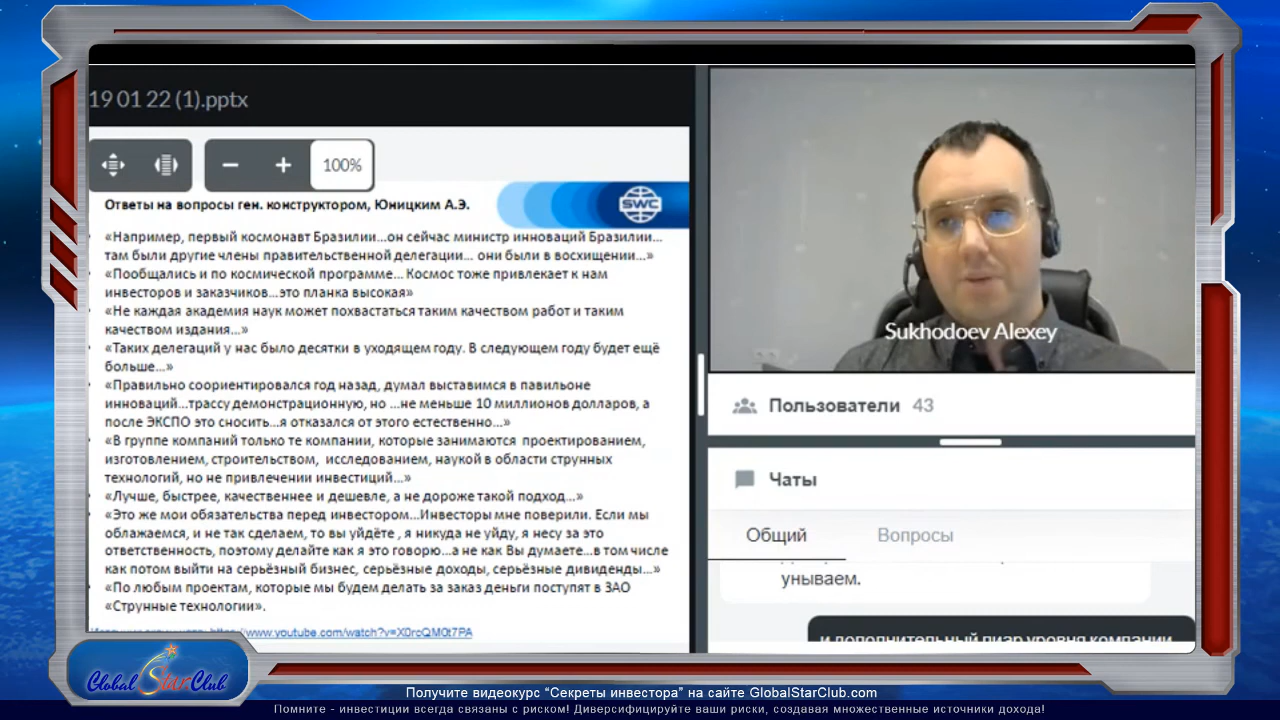 19 01 22 (1).pptx
100%
SWC
Ответы на вопросы ген. конструктором, Юницким А.Э.
«Например, первый космонавт Бразилии...он сейчас министр инноваций Бразилии...
там были другие члены правительственной делегации... они были в восхищении...»
«Пообщались и по космической программе... Космос тоже привлекает к нам
инвесторов и заказчиков...это планка высокая»
«Не каждая академия наук может похвастаться таким качеством работ и таким
качеством издания...»
«Таких делегаций у нас было десятки в уходящем году. В следующем году будет ещё
больше...»
«Правильно соориентировался год назад, думал выставимся в павильоне
инноваций...трассу демонстрационную, но ...не меньше 10 миллионов долларов, а
после ЭКСПО это сносить...я отказался от этого естественно...»
«В группе компаний только те компании, которые занимаются проектированием,
изготовлением, строительством, исследованием, наукой в области струнных
технологий, но не привлечении инвестиций...»
«Лучше, быстрее, качественнее и дешевле, а не дороже такой подход...»
«Это же мои обязательства перед инвестором...Инвесторы мне поверили. Если мы
облажаемся, и не так сделаем, то вы уйдёте , я никуда не уйду, я несу за это
ответственность, поэтому делайте как я это говорю...а не как Вы думаете...в том числе
как потом выйти на серьёзный бизнес, серьёзные доходы, серьёзные дивиденды...»
«По любым проектам, которые мы будем делать за заказ деньги поступят в ЗАО
«Струнные технологии».
//www.youtube.com/watch?v=X0rcQM0t7PA
Sukhodoev Alexey
Пользователи 43
Чаты
Общий Вопросы
унываем.
и дополнительный пиар уровня компании
Global Star Club
Получите видеокурс “Секреты инвестора” на сайте GlobalStarClub.com
Помните - инвестиции всегда связаны с риском! Диверсифицируйте ваши риски, создавая множественные источники дохода!